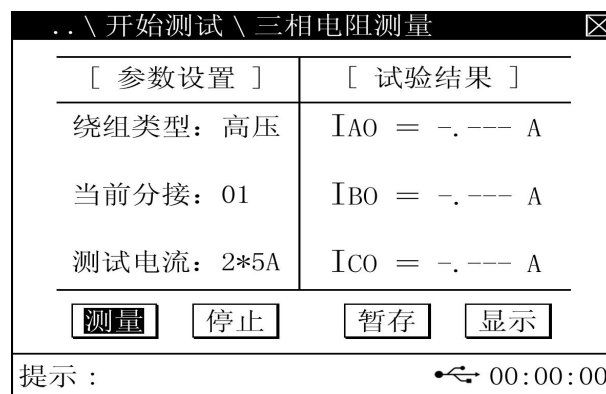 ..\开始测试\三相电阻测量
[ 参数设置 ] [ 试验结果 ]
绕组类型：高压 IAO = -.--- A
当前分接：01 IBO = -.--- A
测试电流：2*5A ICO = -.--- A
测量 停止 暂存 显示
提示： 00:00:00